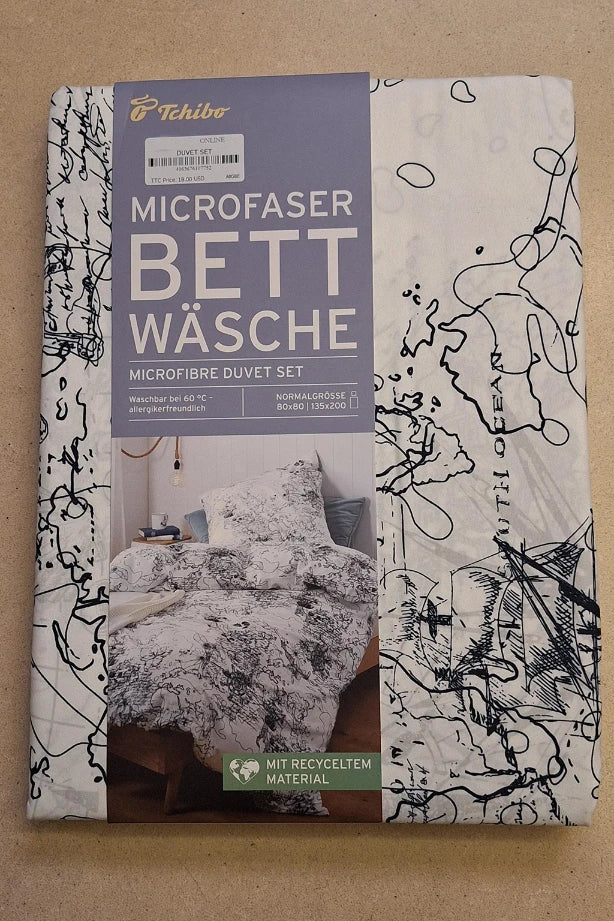 Tchibo
ONLINE
DUVET SET
TTC Price: 19.00 USD
MICROFASER
BETT
WÄSCHE
MICROFIBRE DUVET SET
Waschbar bei 60 °C –
allergikerfreundlich
NORMALGRÖSSE
80x80 | 135x200
UTH OCEAN
MIT RECYCELTEM
MATERIAL